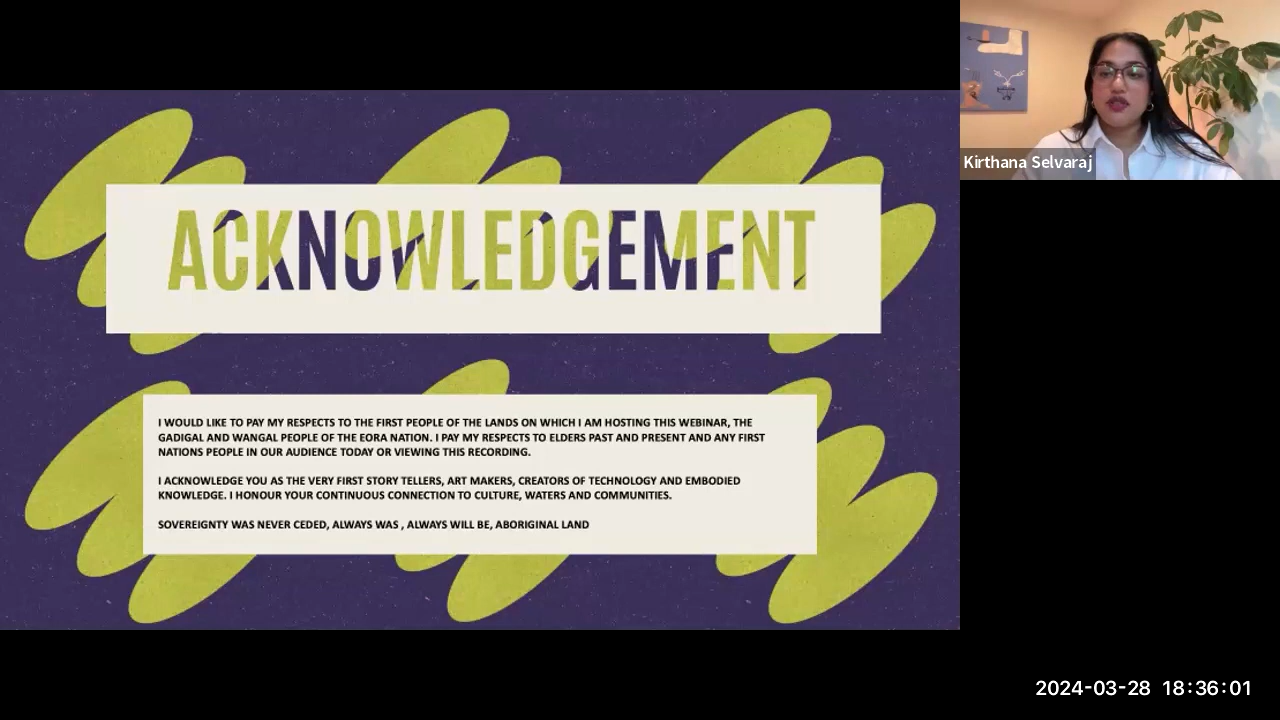 ACKNOWLEDGEMENT
Kirthana Selvaraj
I WOULD LIKE TO PAY MY RESPECTS TO THE FIRST PEOPLE OF THE LANDS ON WHICH I AM HOSTING THIS WEBINAR, THE
GADIGAL AND WANGAL PEOPLE OF THE EORA NATION. I PAY MY RESPECTS TO ELDERS PAST AND PRESENT AND ANY FIRST
NATIONS PEOPLE IN OUR AUDIENCE TODAY OR VIEWING THIS RECORDING.
I ACKNOWLEDGE YOU AS THE VERY FIRST STORY TELLERS, ART MAKERS, CREATORS OF TECHNOLOGY AND EMBODIED
KNOWLEDGE. I HONOUR YOUR CONTINUOUS CONNECTION TO CULTURE, WATERS AND COMMUNITIES.
SOVEREIGNTY WAS NEVER CEDED, ALWAYS WAS , ALWAYS WILL BE, ABORIGINAL LAND
2024-03-28 18:36:01